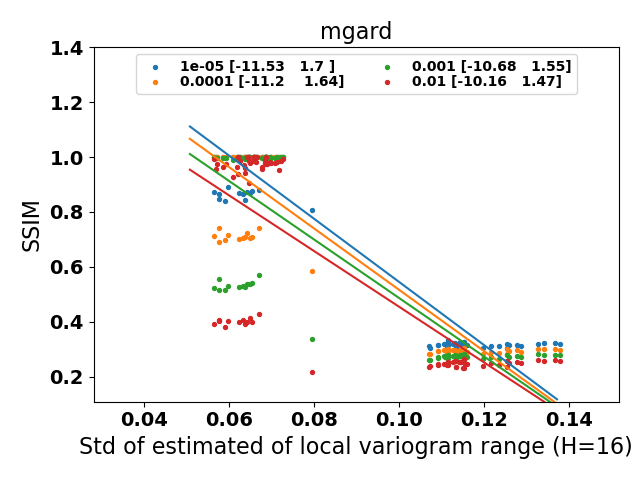 mgard
1e-05 [-11.53 1.7 ]
0.0001 [-11.2 1.64]
0.001 [-10.68 1.55]
0.01 [-10.16 1.47]
SSIM
1.4
1.2
1.0
0.8
0.6
0.4
0.2
0.04 0.06 0.08 0.10 0.12 0.14
Std of estimated of local variogram range (H=16)